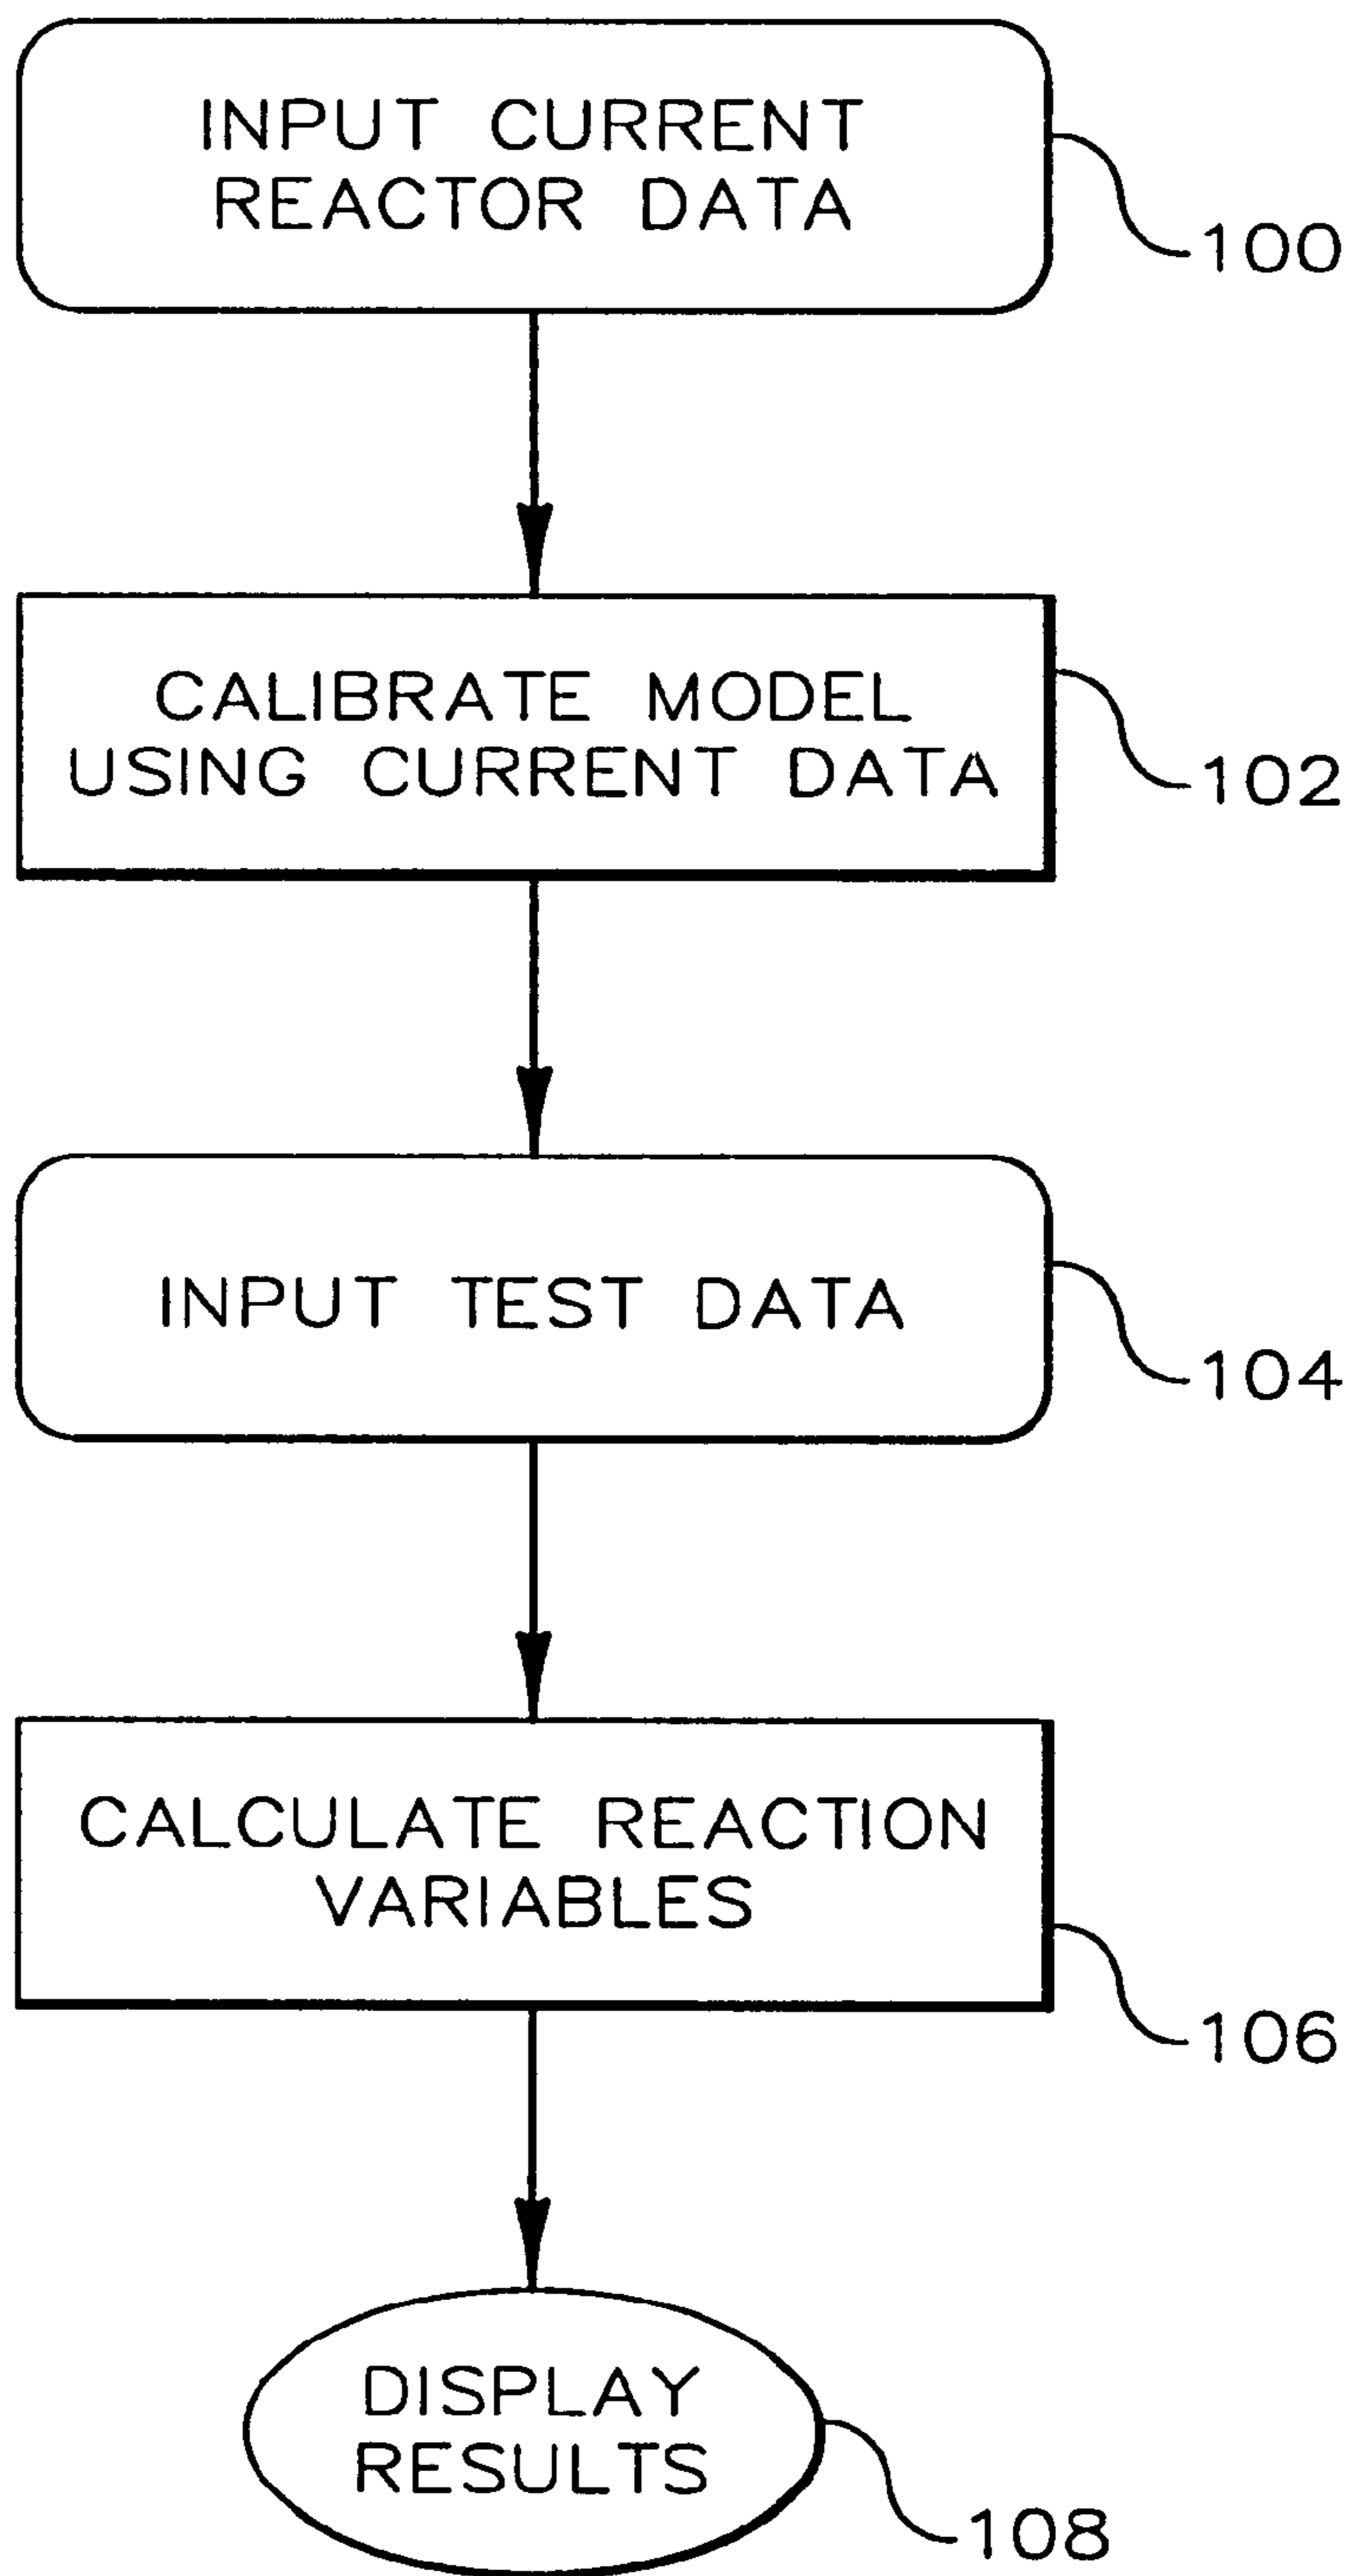 INPUT CURRENT
REACTOR DATA
100
CALIBRATE MODEL
USING CURRENT DATA
102
INPUT TEST DATA
104
CALCULATE REACTION
VARIABLES
106
DISPLAY
RESULTS
108